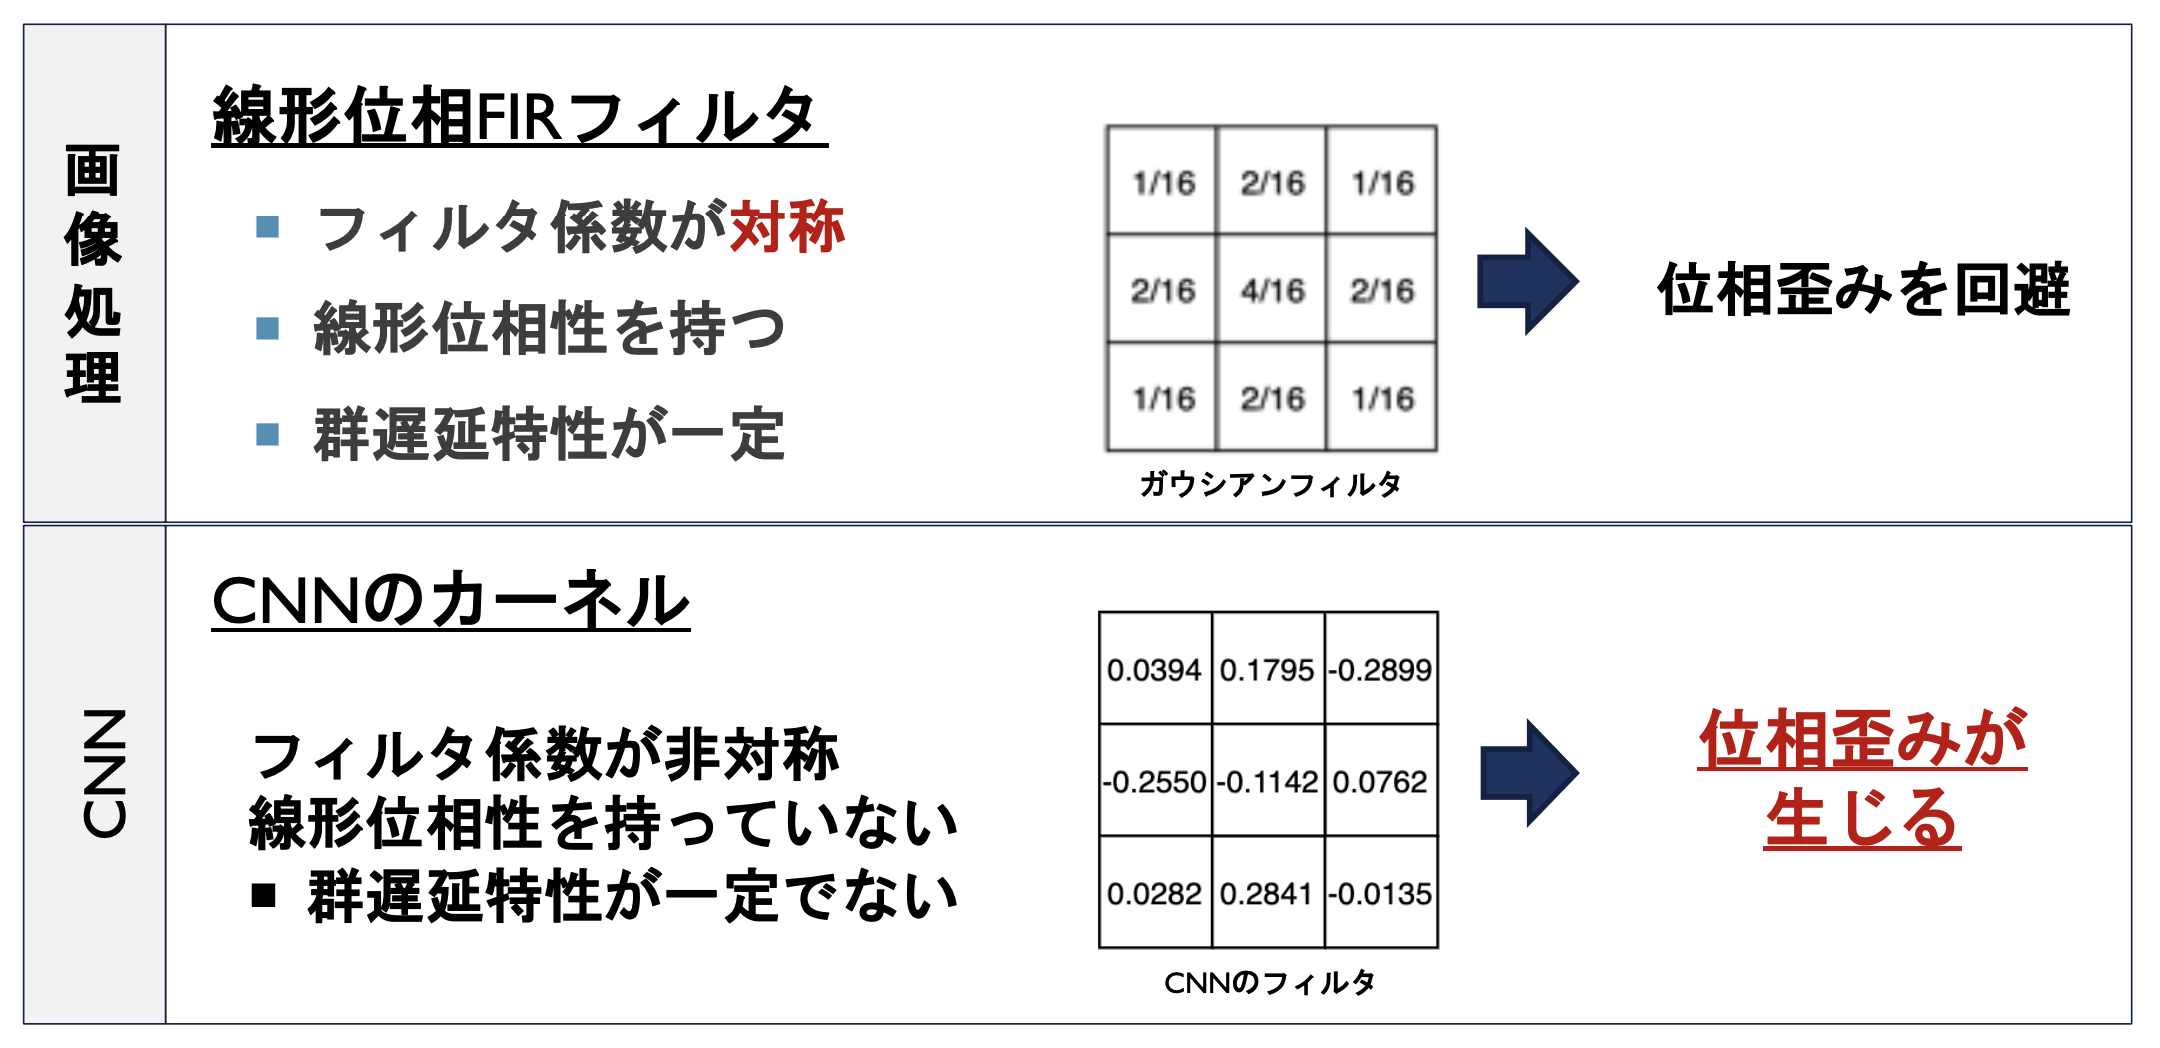 画像処理
線形位相FIRフィルタ
■ フィルタ係数が対称
■ 線形位相性を持つ
■ 群遅延特性が一定
1/16 2/16 1/16
2/16 4/16 2/16
1/16 2/16 1/16
ガウシアンフィルタ
位相歪みを回避
CNN
CNNのカーネル
フィルタ係数が非対称
線形位相性を持っていない
■ 群遅延特性が一定でない
0.0394 0.1795 -0.2899
-0.2550 -0.1142 0.0762
0.0282 0.2841 -0.0135
CNNのフィルタ
位相歪みが
生じる